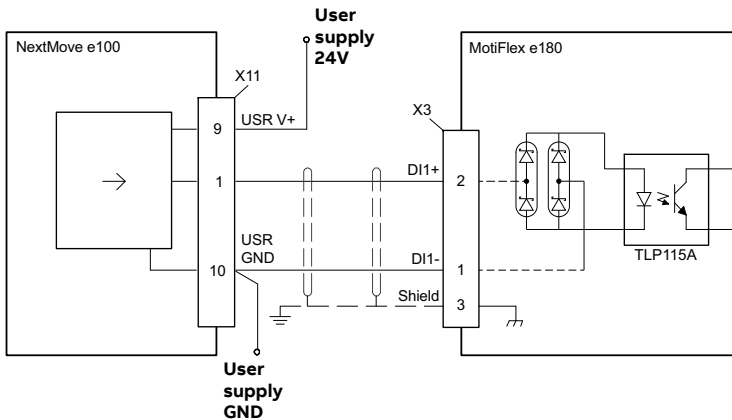 User
supply
24V
NextMove e100
MotiFlex e180
X11
X3
9
USR V+
1
DI1+
2
USR
GND
10
DI1-
1
Shield
3
TLP115A
User
supply
GND